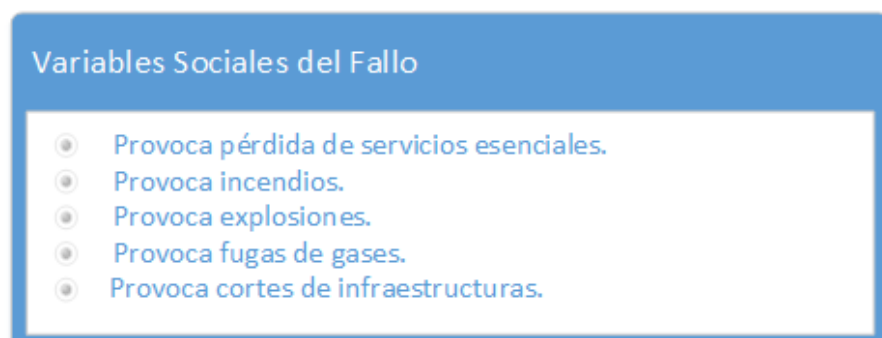 Variables Sociales del Fallo
Provoca pérdida de servicios esenciales.
Provoca incendios.
Provoca explosiones.
Provoca fugas de gases.
Provoca cortes de infraestructuras.